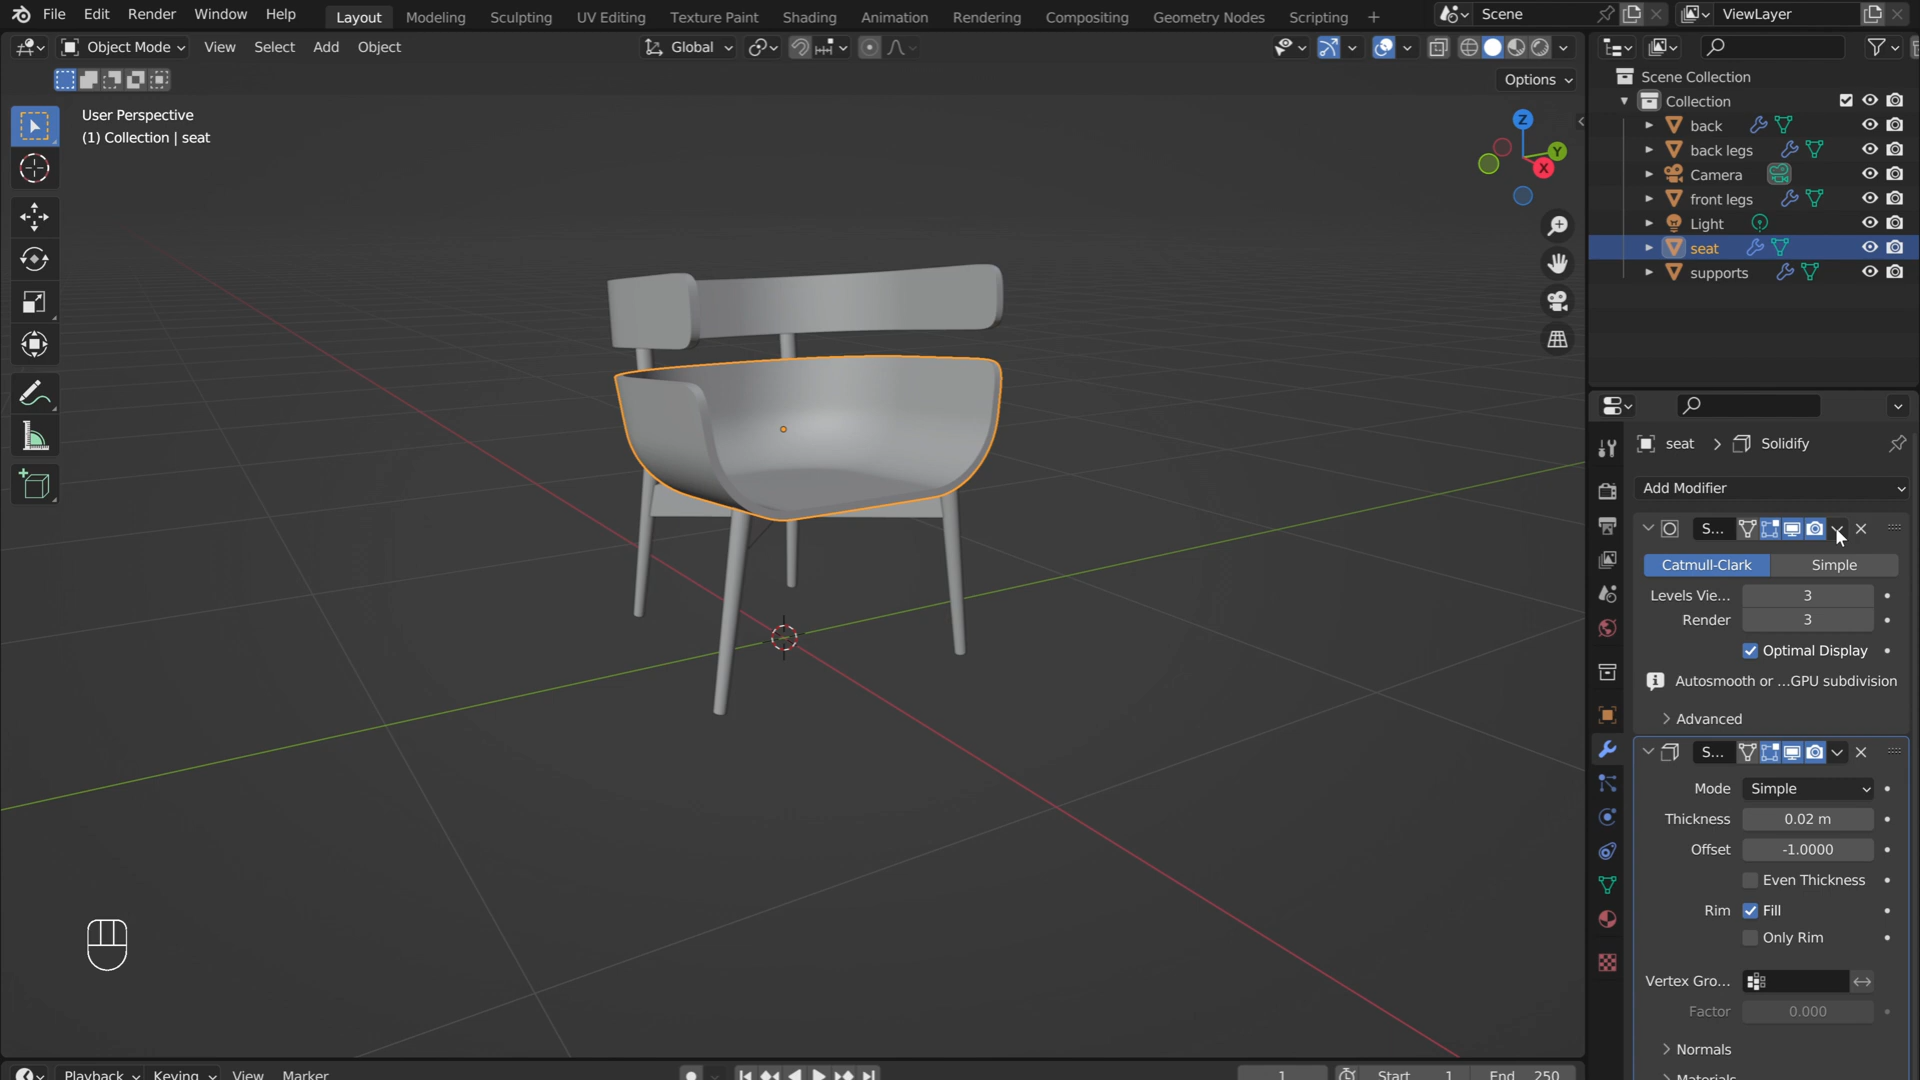 File Edit Render Window Help Layout Modeling Sculpting UV Editing Texture Paint Shading Animation Rendering Compositing Geometry Nodes Scripting + Scene ViewLayer
Object Mode View Select Add Object Global
Options
User Perspective
(1) Collection | seat
Z
Y
X
Scene Collection
Collection
back
back legs
Camera
front legs
Light
seat
supports
seat > Solidify
Add Modifier
S...
Catmull-Clark Simple
Levels Vie... 3
Render 3
Optimal Display
Autosmooth or ...GPU subdivision
Advanced
S...
Mode Simple
Thickness 0.02 m
Offset -1.0000
Even Thickness
Rim Fill
Only Rim
Vertex Gro...
Factor 0.000
Normals
Materials
Playback Keying View Marker 1 Start 1 End 250